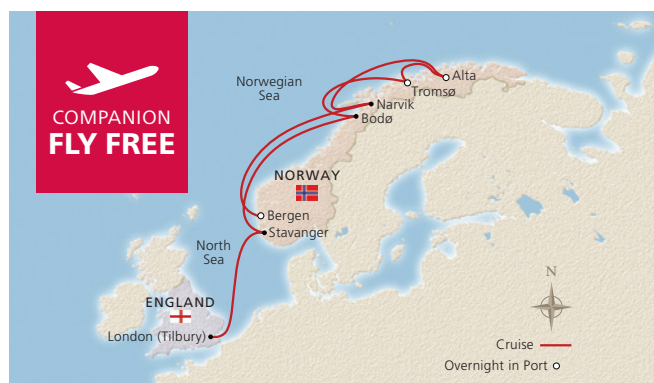 COMPANION
FLY FREE
Norwegian
Sea
Alta
Tromsø
Narvik
Bodø
NORWAY
Bergen
Stavanger
North
Sea
ENGLAND
London (Tilbury)
N
Cruise
Overnight in Port